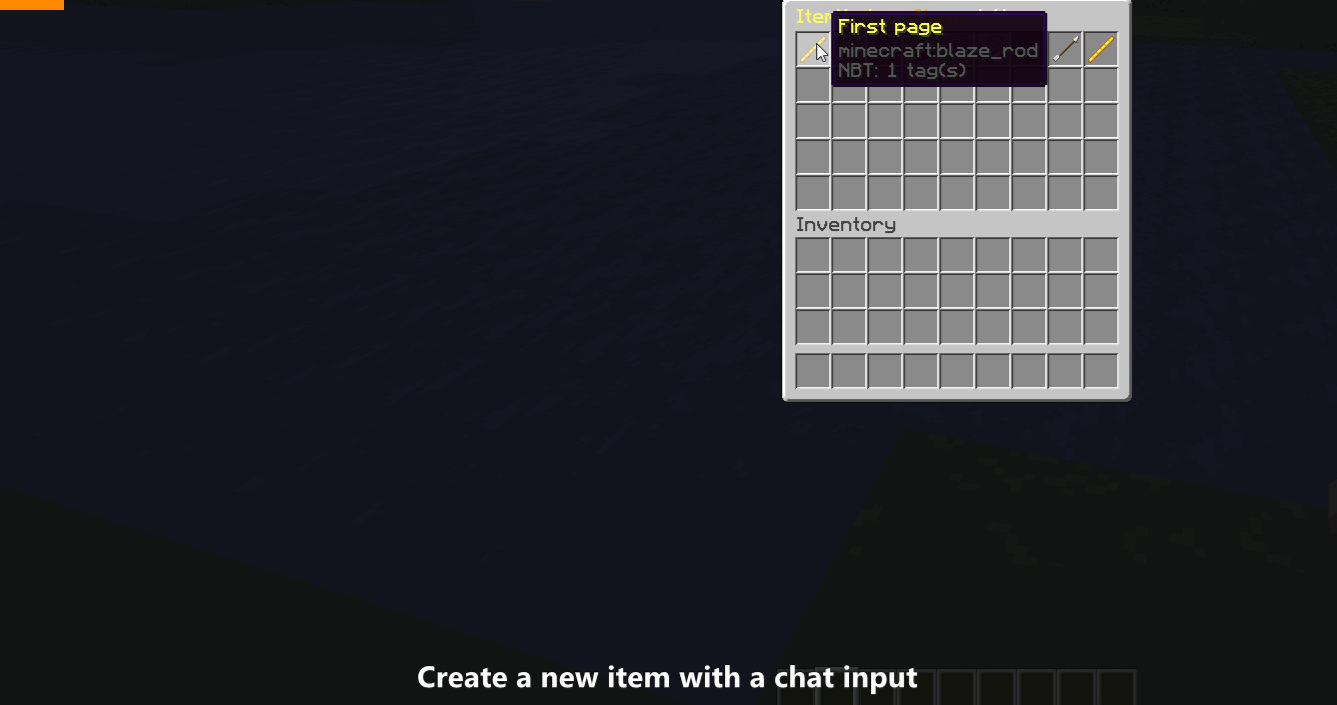 First page
minecraft:blaze_rod
NBT: 1 tag(s)
Inventory
Create a new item with a chat input